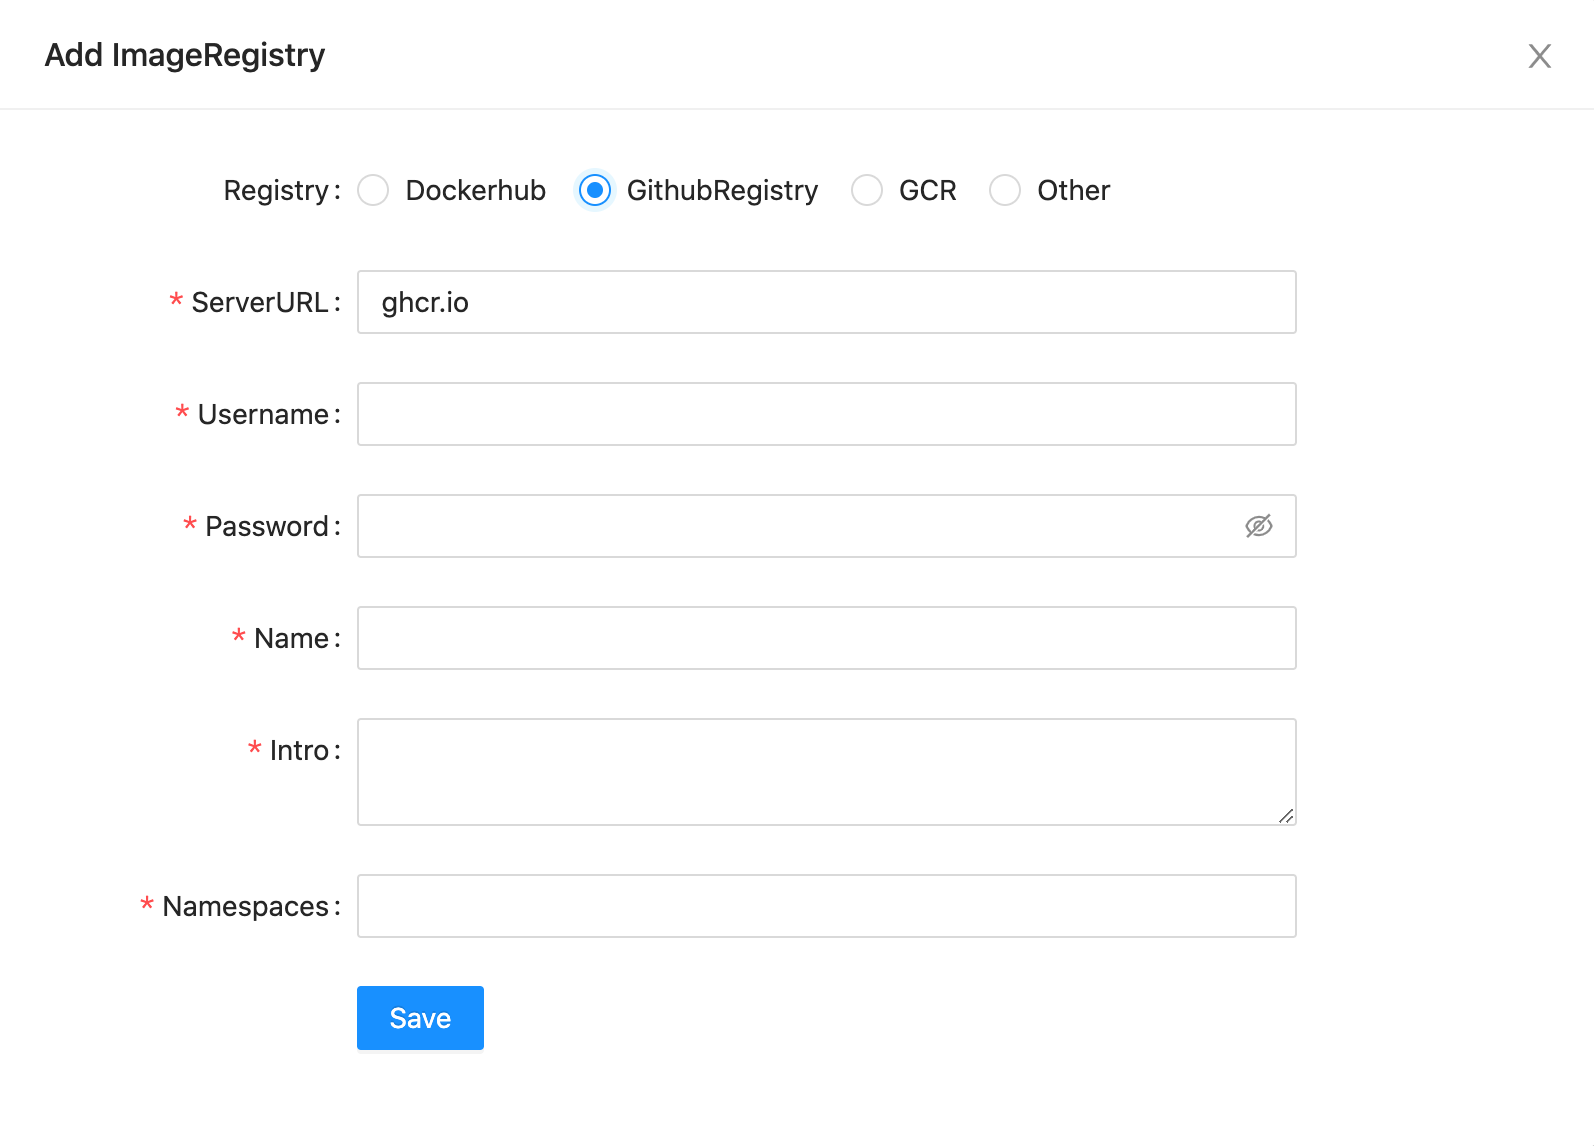 Add ImageRegistry
Registry: Dockerhub GithubRegistry GCR Other
* ServerURL: ghcr.io
* Username:
* Password:
* Name:
* Intro:
* Namespaces:
Save